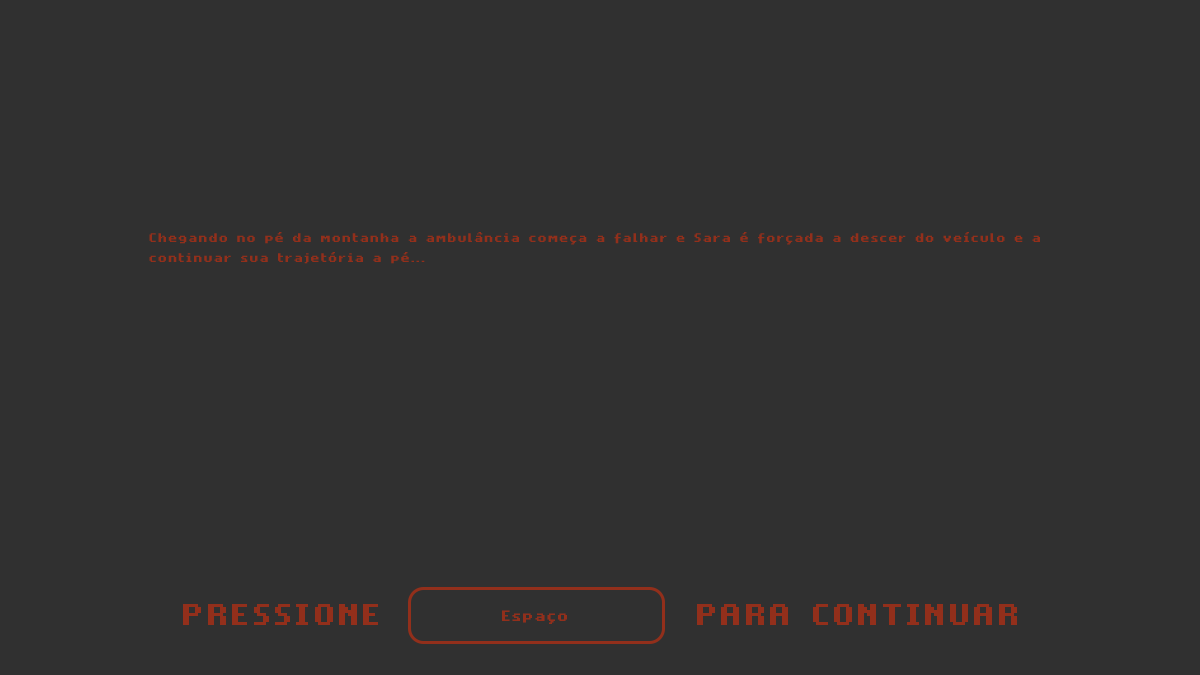 Chegando no pé da montanha a ambulância começa a falhar e Sara é forçada a descer do veículo e a
continuar sua trajetória a pé...
PRESSIONE Espaço PARA CONTINUAR